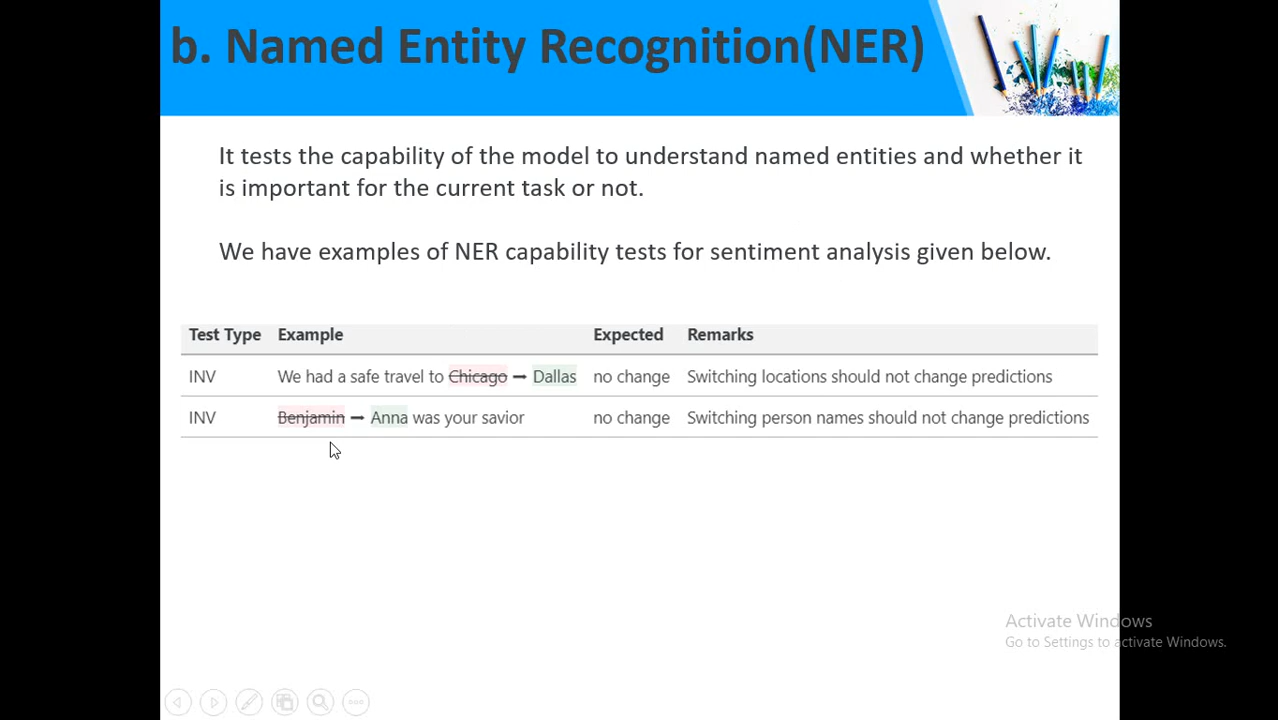 b. Named Entity Recognition(NER)
It tests the capability of the model to understand named entities and whether it
is important for the current task or not.
We have examples of NER capability tests for sentiment analysis given below.
Test Type Example Expected Remarks
INV We had a safe travel to Chicago → Dallas no change Switching locations should not change predictions
INV Benjamin → Anna was your savior no change Switching person names should not change predictions
Activate Windows
Go to Settings to activate Windows.